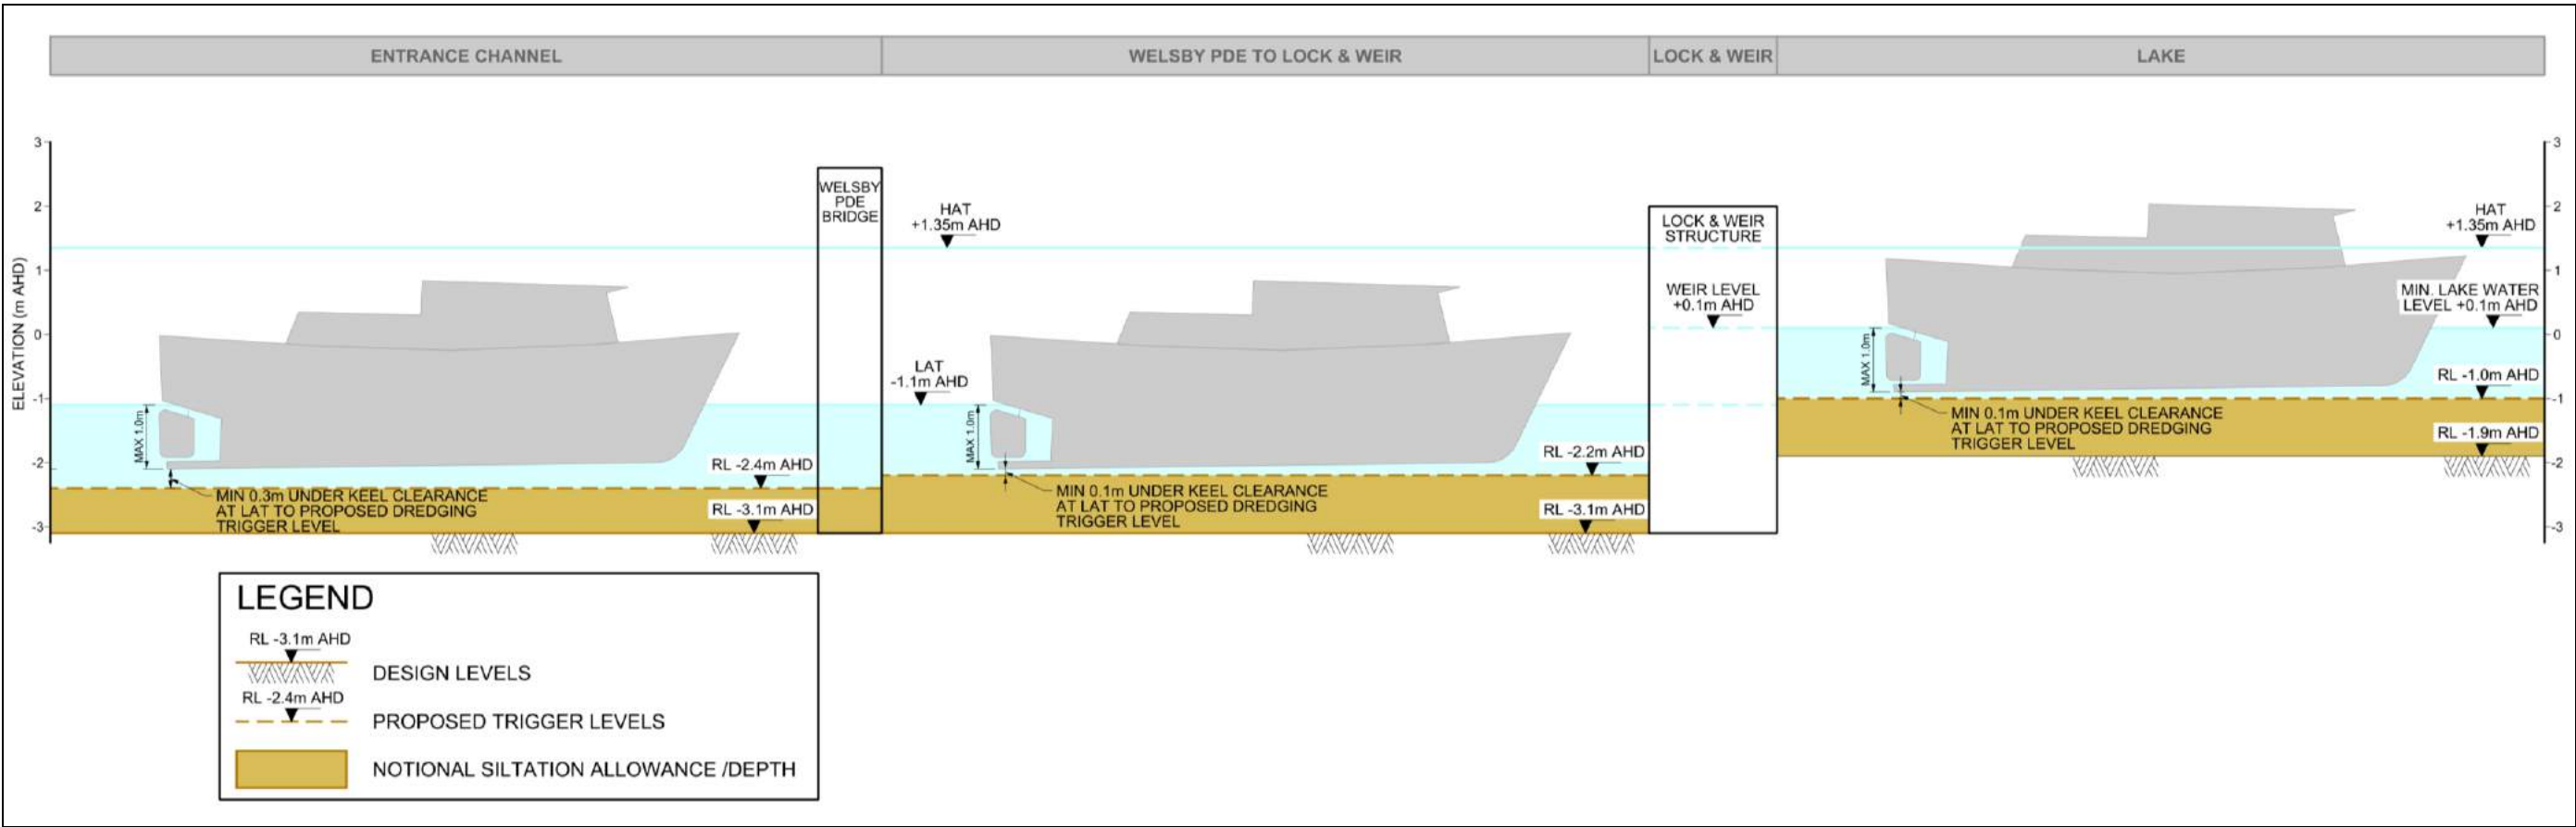 ENTRANCE CHANNEL
WELSBY PDE TO LOCK & WEIR
LOCK & WEIR
LAKE
ELEVATION (m AHD)
3
2
1
0
-1
-2
-3
MAX 1.0m
MIN 0.3m UNDER KEEL CLEARANCE
AT LAT TO PROPOSED DREDGING
TRIGGER LEVEL
RL -2.4m AHD
RL -3.1m AHD
WELSBY
PDE
BRIDGE
HAT
+1.35m AHD
LAT
-1.1m AHD
MAX 1.0m
MIN 0.1m UNDER KEEL CLEARANCE
AT LAT TO PROPOSED DREDGING
TRIGGER LEVEL
RL -2.2m AHD
RL -3.1m AHD
LOCK & WEIR
STRUCTURE
WEIR LEVEL
+0.1m AHD
MAX 1.0m
MIN 0.1m UNDER KEEL CLEARANCE
AT LAT TO PROPOSED DREDGING
TRIGGER LEVEL
HAT
+1.35m AHD
MIN. LAKE WATER
LEVEL +0.1m AHD
RL -1.0m AHD
RL -1.9m AHD
3
2
1
0
-1
-2
-3
LEGEND
RL -3.1m AHD
DESIGN LEVELS
RL -2.4m AHD
PROPOSED TRIGGER LEVELS
NOTIONAL SILTATION ALLOWANCE /DEPTH